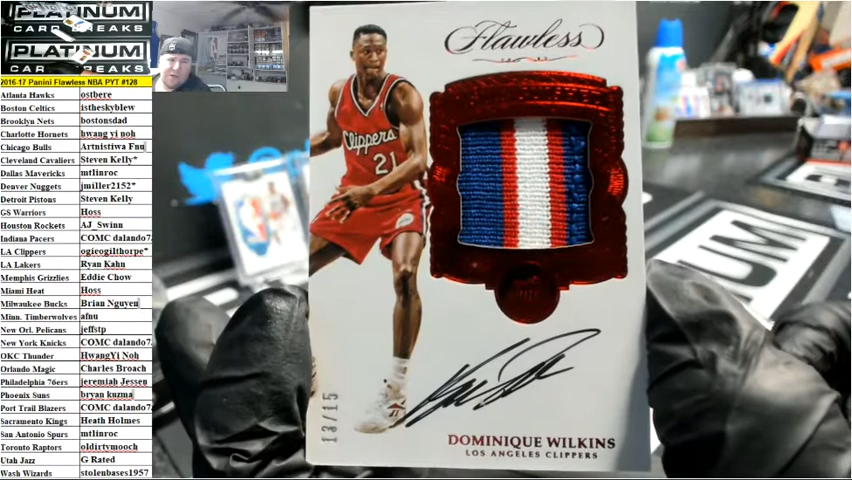 PLATINUM
CARD BREAKS
PLATINUM
CARD BREAKS
2016-17 Panini Flawless NBA PYT #128
Atlanta Hawks ostbere
Boston Celtics istheskyblew
Brooklyn Nets bostonsdad
Charlotte Hornets hwang yi noh
Chicago Bulls Artnistiwa Fnu
Cleveland Cavaliers Steven Kelly*
Dallas Mavericks mtlinroc
Denver Nuggets jmiller2152*
Detroit Pistons Steven Kelly
GS Warriors Hoss
Houston Rockets AJ_Swinn
Indiana Pacers COMC dalando7
LA Clippers ogieogilthorpe*
LA Lakers Ryan Kahn
Memphis Grizzlies Eddie Chow
Miami Heat Hoss
Milwaukee Bucks Brian Nguyen
Minn. Timberwolves afnu
New Orl. Pelicans jeffstp
New York Knicks COMC dalando7
OKC Thunder HwangYi Noh
Orlando Magic Charles Broach
Philadelphia 76ers jeremiah Jessen
Phoenix Suns bryan kuzma
Port Trail Blazers COMC dalando7
Sacramento Kings Heath Holmes
San Antonio Spurs mtlinroc
Toronto Raptors oldirtymooch
Utah Jazz G Rated
Wash Wizards stolenbases1957
Flawless
Clippers
21
13/15
DOMINIQUE WILKINS
LOS ANGELES CLIPPERS